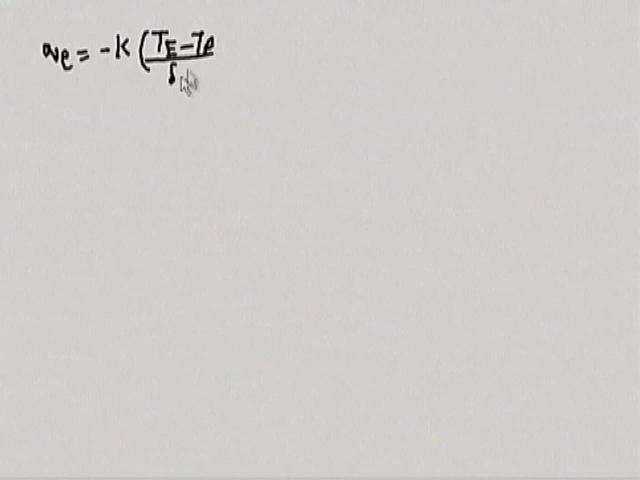 qe = -k (TE-Te / δ